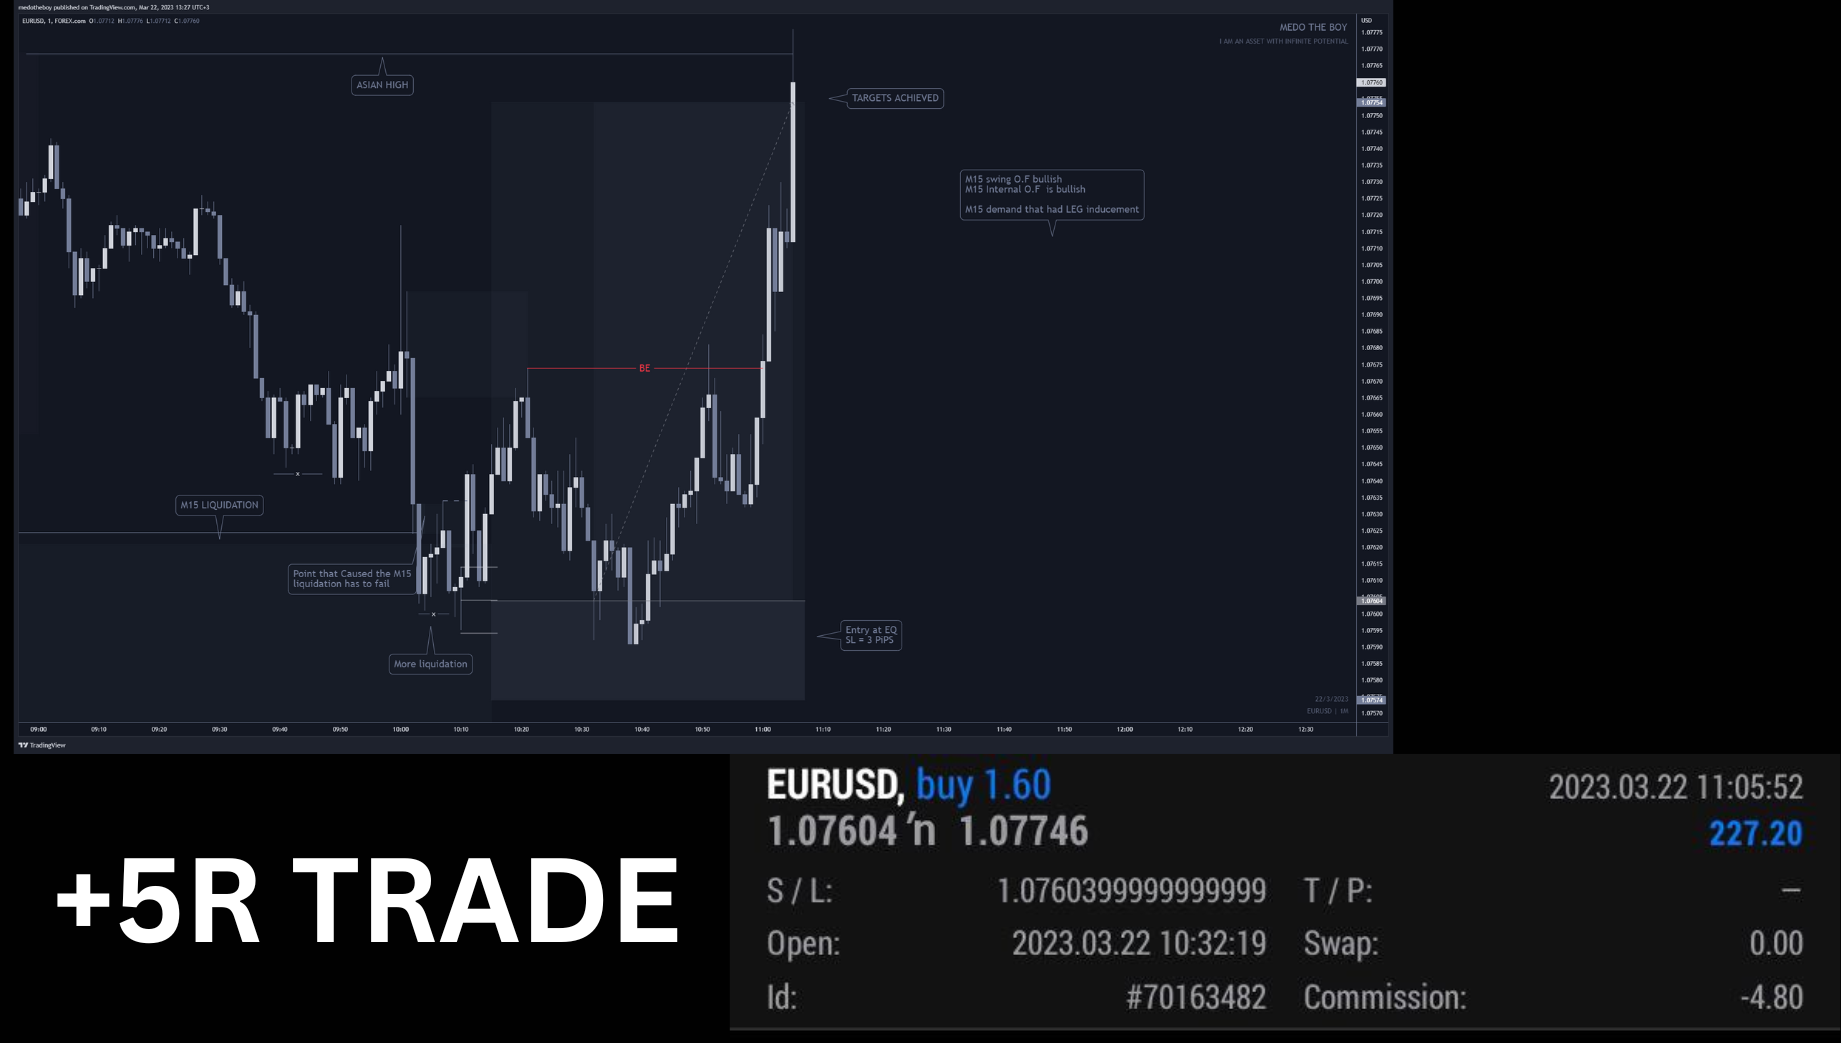 medotheboy published on TradingView.com, Mar 22, 2023 13:27 UTC+3
EURUSD, 1, FOREX.com O1.07712 H1.07776 L1.07712 C1.07760
MEDO THE BOY
I AM AN ASSET WITH INFINITE POTENTIAL
USD
1.07775
1.07770
1.07765
1.07760
1.07754
1.07750
1.07745
1.07740
1.07735
1.07730
1.07725
1.07720
1.07715
1.07710
1.07705
1.07700
1.07695
1.07690
1.07685
1.07680
1.07675
1.07670
1.07665
1.07660
1.07655
1.07650
1.07645
1.07640
1.07635
1.07630
1.07625
1.07620
1.07615
1.07610
1.07604
1.07600
1.07595
1.07590
1.07585
1.07580
1.07574
1.07570
ASIAN HIGH
TARGETS ACHIEVED
M15 swing O.F bullish
M15 Internal O.F is bullish
M15 demand that had LEG inducement
BE
x
M15 LIQUIDATION
Point that Caused the M15
liquidation has to fail
x
More liquidation
Entry at EQ
SL = 3 PiPS
22/3/2023
EURUSD | MK
09:00 09:10 09:20 09:30 09:40 09:50 10:00 10:10 10:20 10:30 10:40 10:50 11:00 11:10 11:20 11:30 11:40 11:50 12:00 12:10 12:20 12:30
TradingView
+5R TRADE
EURUSD, buy 1.60 2023.03.22 11:05:52
1.07604 'n 1.07746 227.20
S / L: 1.0760399999999999 T / P: –
Open: 2023.03.22 10:32:19 Swap: 0.00
Id: #70163482 Commission: -4.80